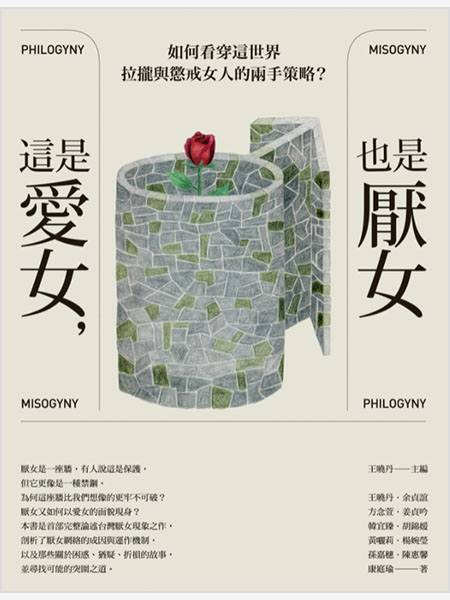 PHILOGYNY
MISOGYNY
如何看穿這世界
拉攏與懲戒女人的兩手策略？
這是愛女，
也是厭女
MISOGYNY
PHILOGYNY
厭女是一座牆，有人說這是保護，
但它更像是一種禁錮。
為何這座牆比我們想像的更牢不可破？
厭女又如何以愛女的面貌現身？
本書是首部完整論述台灣厭女現象之作，
剖析了厭女網絡的成因與運作機制，
以及那些關於困惑、猶疑、折損的故事，
並尋找可能的突圍之道。
王曉丹──主編
王曉丹・余貞誼
方念萱・姜貞吟
韓宜臻・胡錦媛
黃囇莉・楊婉瑩
孫嘉穗・陳惠馨
康庭瑜──著